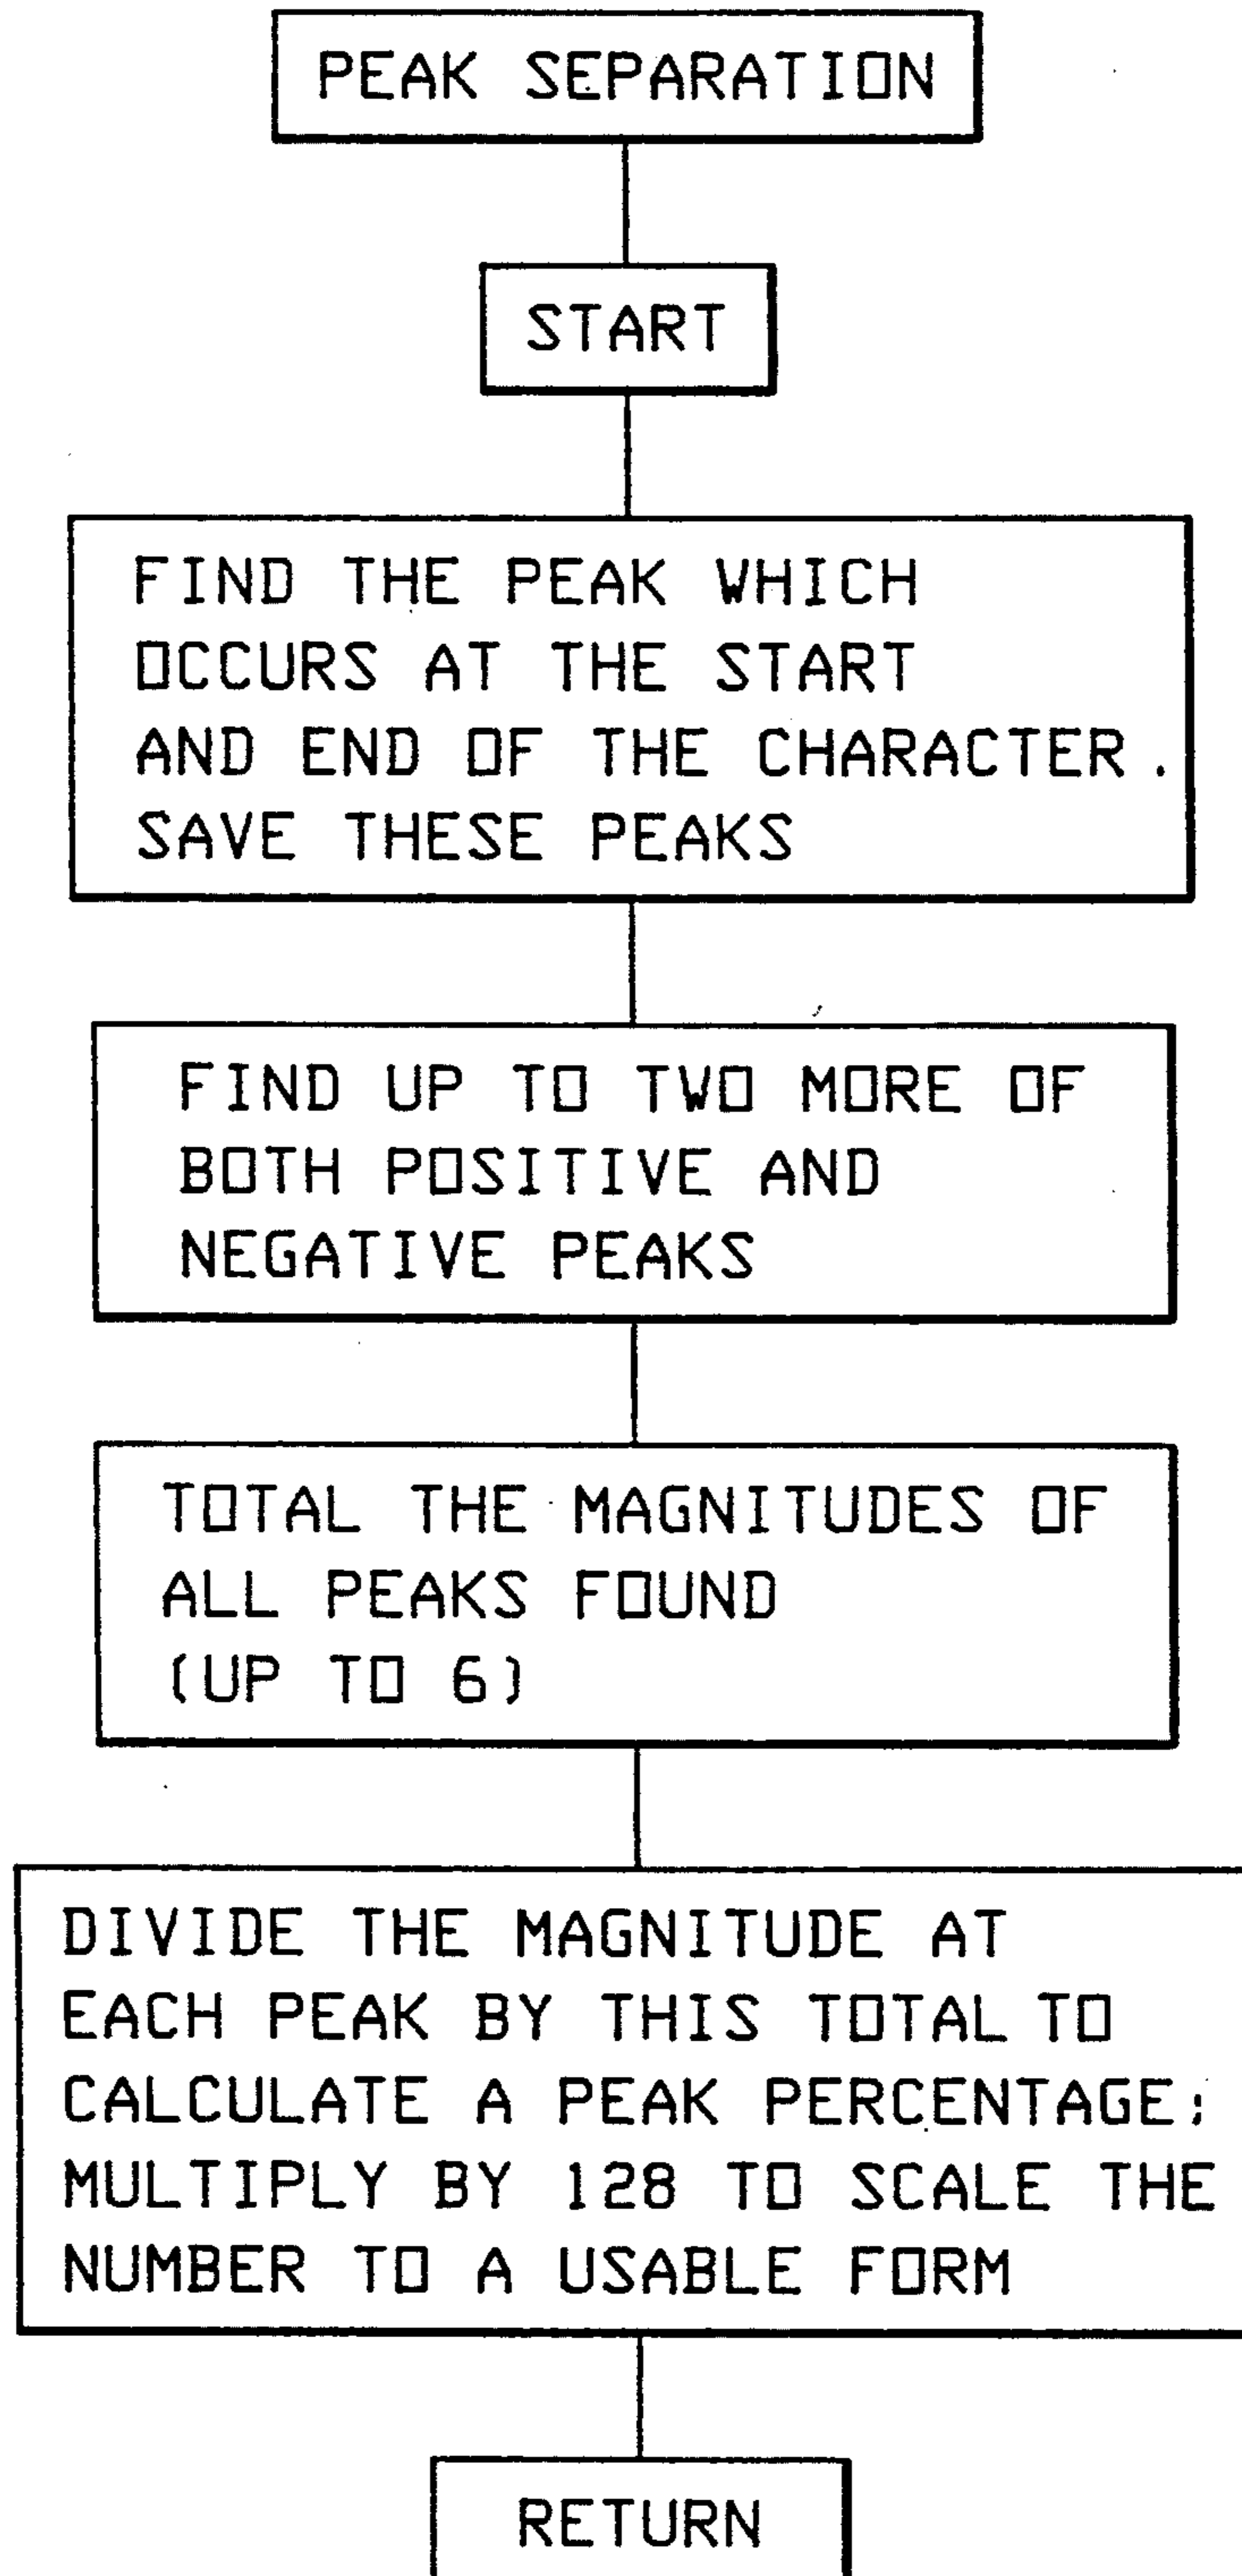 PEAK SEPARATION
START
FIND THE PEAK WHICH
OCCURS AT THE START
AND END OF THE CHARACTER.
SAVE THESE PEAKS
FIND UP TO TWO MORE OF
BOTH POSITIVE AND
NEGATIVE PEAKS
TOTAL THE MAGNITUDES OF
ALL PEAKS FOUND
(UP TO 6)
DIVIDE THE MAGNITUDE AT
EACH PEAK BY THIS TOTAL TO
CALCULATE A PEAK PERCENTAGE;
MULTIPLY BY 128 TO SCALE THE
NUMBER TO A USABLE FORM
RETURN